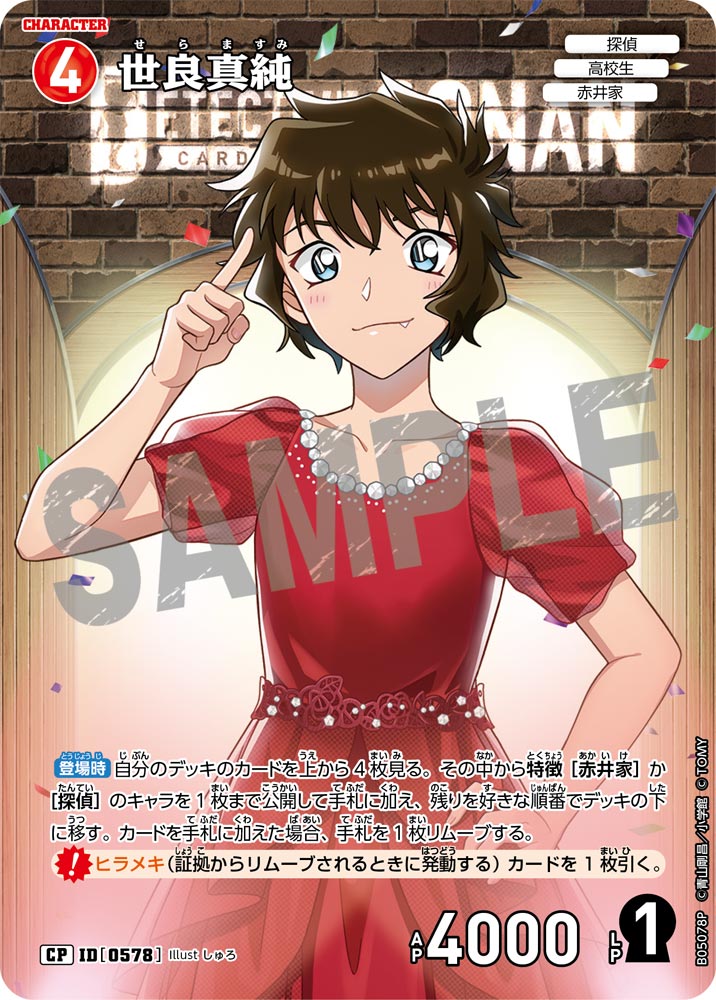 CHARACTER
4
せらますみ
世良真純
探偵
高校生
赤井家
DETECTIVE CONAN
CARD
SAMPLE
登場時 自分のデッキのカードを上から4枚見る。その中から特徴［赤井家］か
［探偵］のキャラを1枚まで公開して手札に加え、残りを好きな順番でデッキの下
に移す。カードを手札に加えた場合、手札を1枚リムーブする。
ヒラメキ（証拠からリムーブされるときに発動する）カードを1枚引く。
CP ID[0578] Illust しゅろ
AP 4000
LP 1
B05078P ©青山剛昌／小学館 ©TOMY